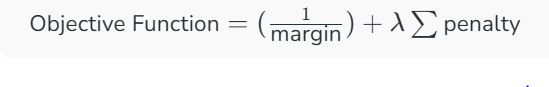 Objective Function = (1/margin) + λ ∑ penalty